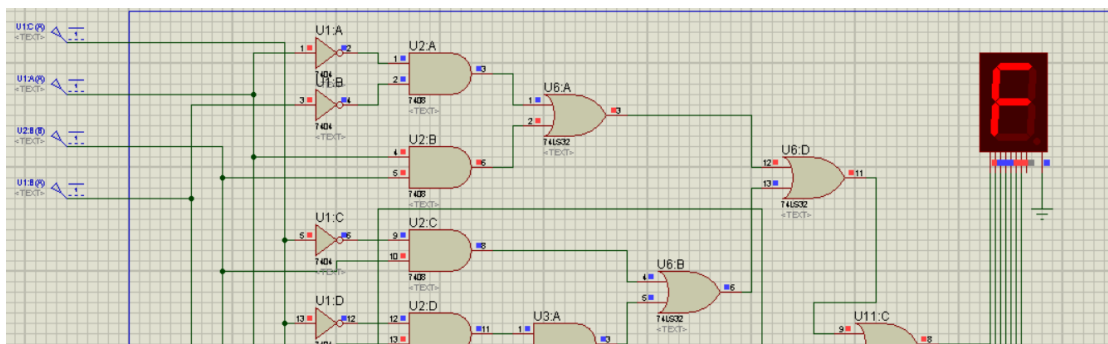 U1:C(A)
<TEXT>
U1:A(A)
<TEXT>
U2:B(B)
<TEXT>
U1:B(A)
<TEXT>
U1:A
1
2
7404
U1:B
3
4
7404
<TEXT>
U2:A
1
2
3
7408
<TEXT>
U2:B
4
5
6
7408
<TEXT>
U6:A
1
2
3
74LS32
<TEXT>
U6:D
12
13
11
74LS32
<TEXT>
F
U1:C
5
6
7404
<TEXT>
U2:C
9
10
8
7408
<TEXT>
U6:B
4
5
6
74LS32
<TEXT>
U1:D
13
12
7404
U2:D
12
13
11
U3:A
1
3
U11:C
9
8